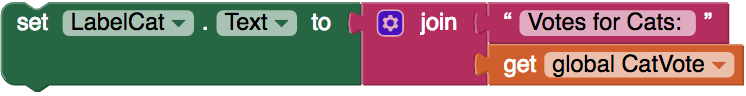 set LabelCat . Text to join “ Votes for Cats: ”
get global CatVote